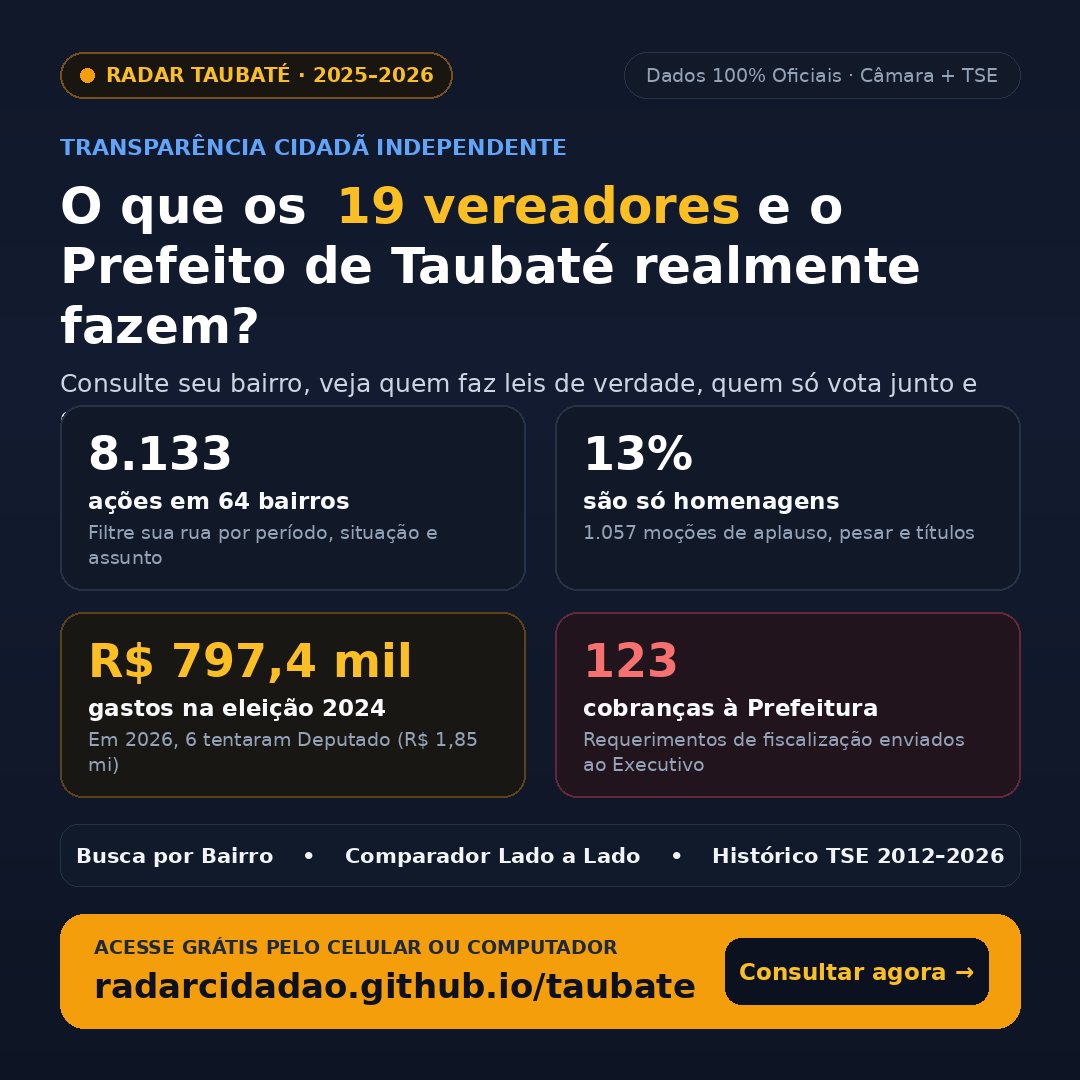 RADAR TAUBATÉ · 2025–2026
Dados 100% Oficiais · Câmara + TSE
TRANSPARÊNCIA CIDADÃ INDEPENDENTE
O que os 19 vereadores e o
Prefeito de Taubaté realmente
fazem?
Consulte seu bairro, veja quem faz leis de verdade, quem só vota junto e
8.133
ações em 64 bairros
Filtre sua rua por período, situação e
assunto
13%
são só homenagens
1.057 moções de aplauso, pesar e títulos
R$ 797,4 mil
gastos na eleição 2024
Em 2026, 6 tentaram Deputado (R$ 1,85
mi)
123
cobranças à Prefeitura
Requerimentos de fiscalização enviados
ao Executivo
Busca por Bairro • Comparador Lado a Lado • Histórico TSE 2012–2026
ACESSE GRÁTIS PELO CELULAR OU COMPUTADOR
radarcidadao.github.io/taubate
Consultar agora →